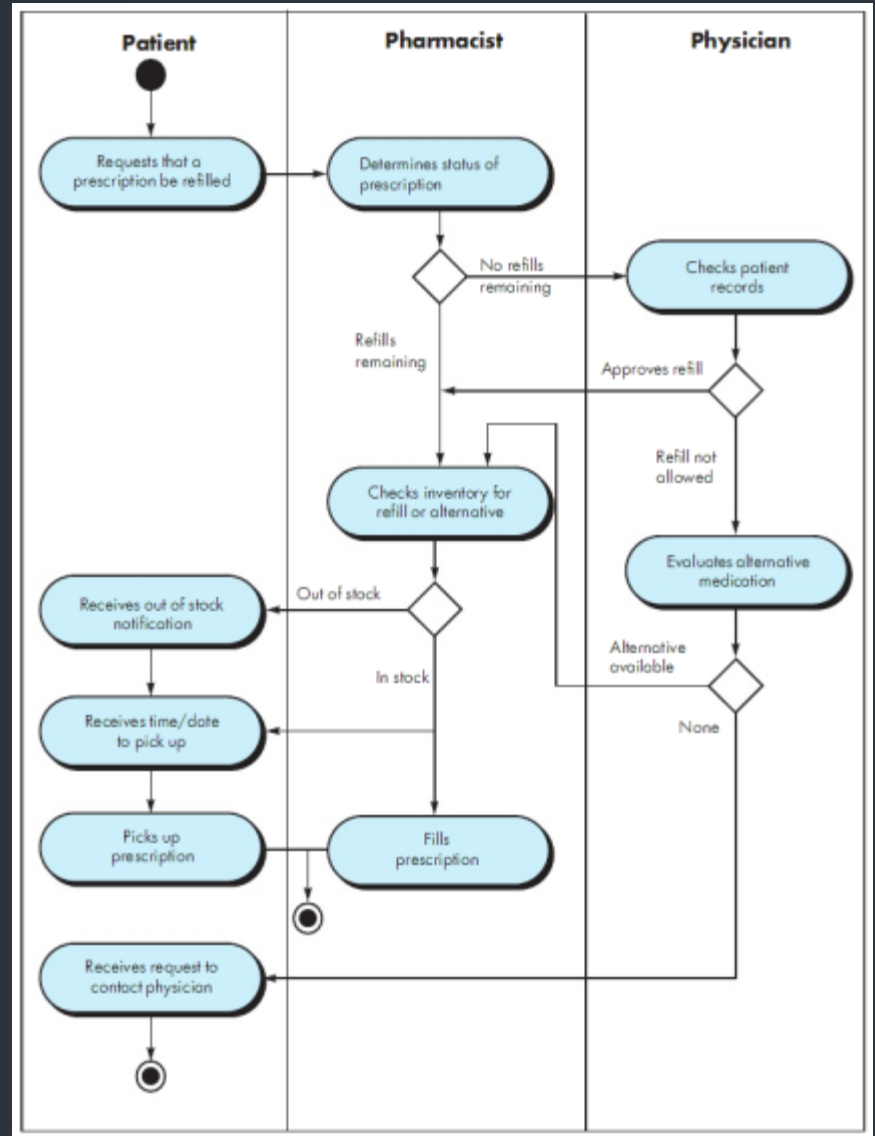 Patient
Pharmacist
Physician
Requests that a
prescription be refilled
Determines status of
prescription
No refills
remaining
Checks patient
records
Refills
remaining
Approves refill
Refill not
allowed
Checks inventory for
refill or alternative
Evaluates alternative
medication
Receives out of stock
notification
Out of stock
Alternative
available
In stock
None
Receives time/date
to pick up
Picks up
prescription
Fills
prescription
Receives request to
contact physician